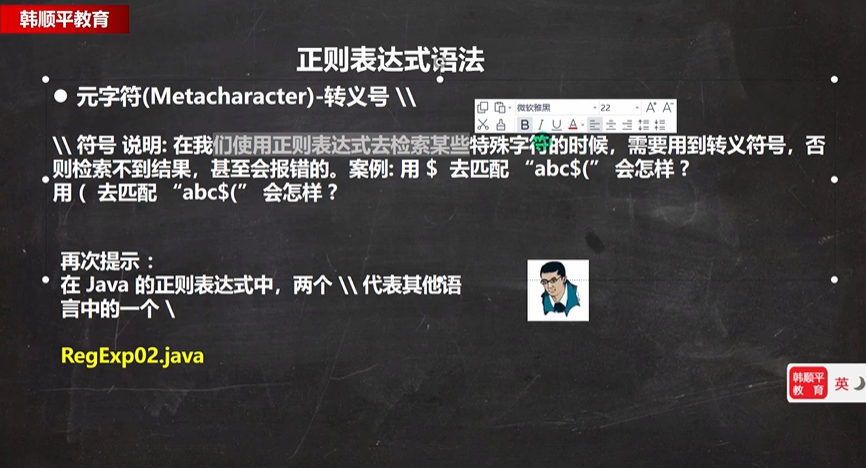 韩顺平教育
正则表达式语法
● 元字符(Metacharacter)-转义号 \\
微软雅黑 22 A+ A-
B I U A
\\ 符号 说明: 在我们使用正则表达式去检索某些特殊字符的时候，需要用到转义符号，否
则检索不到结果，甚至会报错的。案例: 用 $ 去匹配 “abc$(” 会怎样？
用 ( 去匹配 “abc$(” 会怎样？
再次提示：
在 Java 的正则表达式中，两个 \\ 代表其他语
言中的一个 \
RegExp02.java
韩顺平
教育
英